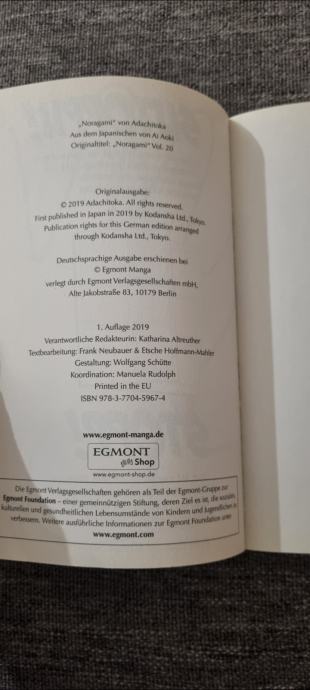 „Noragami“ von Adachitoka
Aus dem Japanischen von Ai Aoki
Originaltitel: „Noragami“ Vol. 20
Originalausgabe:
© 2019 Adachitoka. All rights reserved.
First published in Japan in 2019 by Kodansha Ltd., Tokyo.
Publication rights for this German edition arranged
through Kodansha Ltd., Tokyo.
Deutschsprachige Ausgabe erschienen bei
© Egmont Manga
verlegt durch Egmont Verlagsgesellschaften mbH,
Alte Jakobstraße 83, 10179 Berlin
1. Auflage 2019
Verantwortliche Redakteurin: Katharina Altreuther
Textbearbeitung: Frank Neubauer & Etsche Hoffmann-Mahler
Gestaltung: Wolfgang Schütte
Koordination: Manuela Rudolph
Printed in the EU
ISBN 978-3-7704-5967-4
www.egmont-manga.de
EGMONT
Shop
www.egmont-shop.de
Die Egmont Verlagsgesellschaften gehören als Teil der Egmont-Gruppe zur
Egmont Foundation – einer gemeinnützigen Stiftung, deren Ziel es ist, die sozialen,
kulturellen und gesundheitlichen Lebensumstände von Kindern und Jugendlichen zu
verbessern. Weitere ausführliche Informationen zur Egmont Foundation unter
www.egmont.com